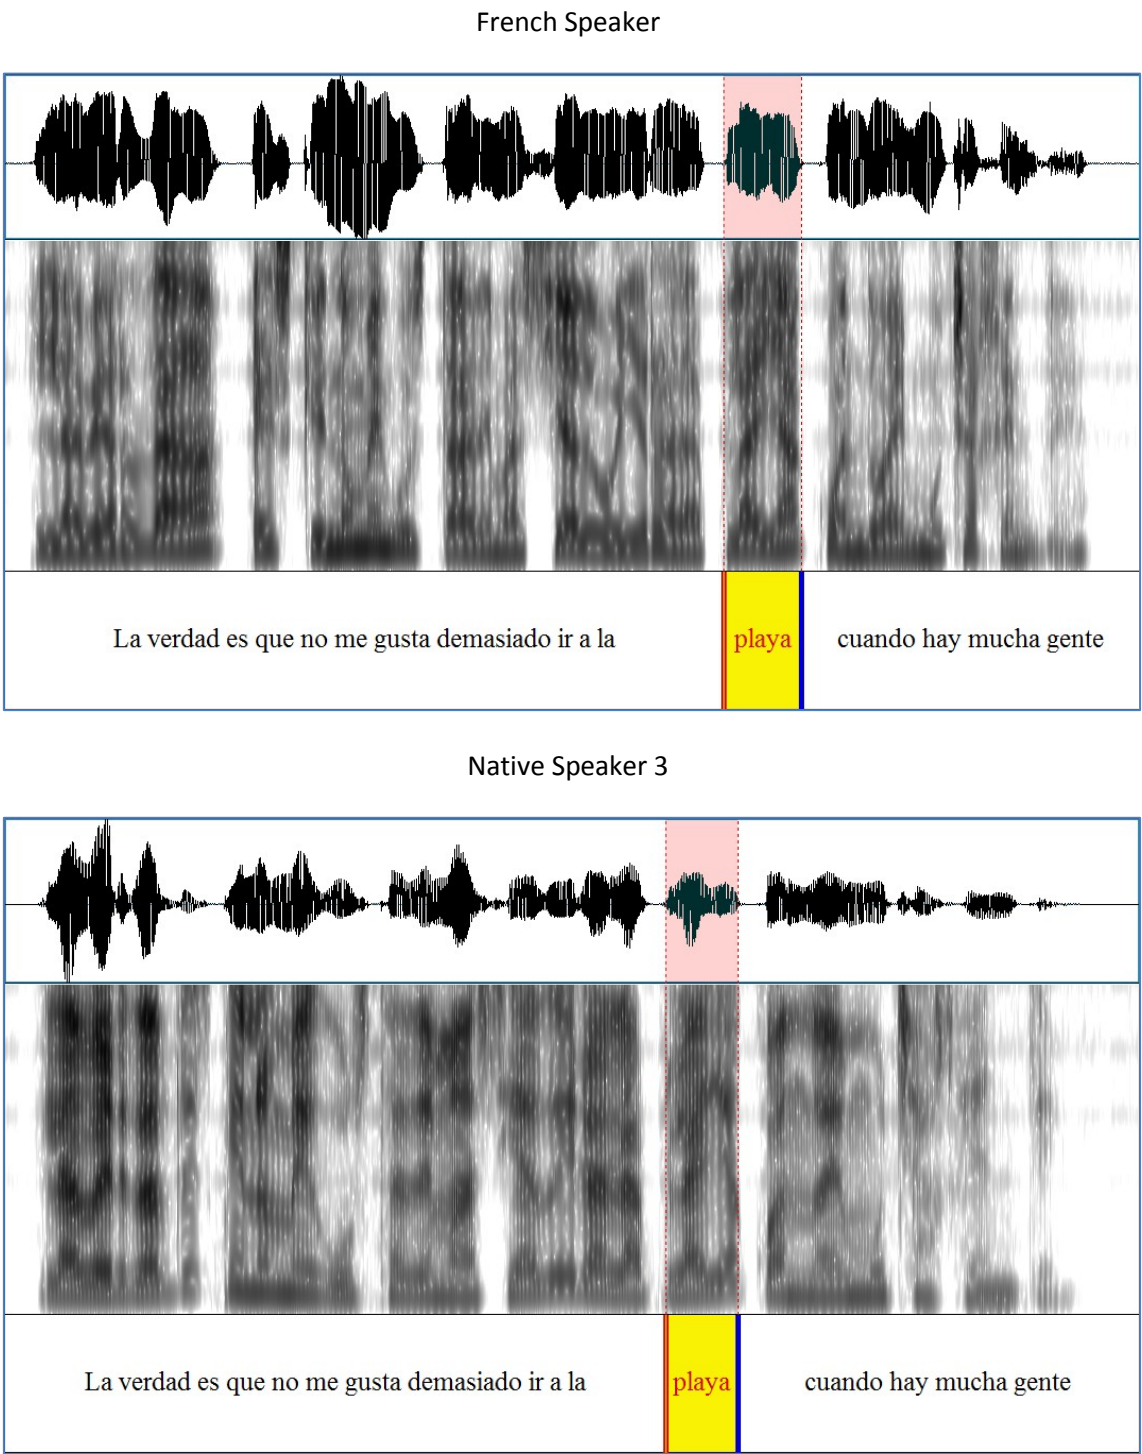 French Speaker
La verdad es que no me gusta demasiado ir a la playa cuando hay mucha gente
Native Speaker 3
La verdad es que no me gusta demasiado ir a la playa cuando hay mucha gente